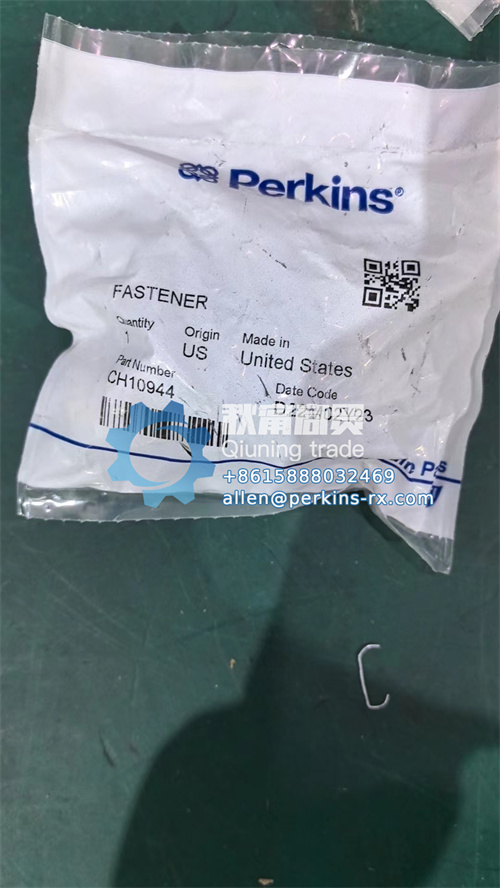 Perkins®
FASTENER
Quantity
1
Origin
US
Made in
United States
Part Number
CH10944
Date Code
秋甯商贸
Qiuning trade
+8615888032469
allen@perkins-rx.com